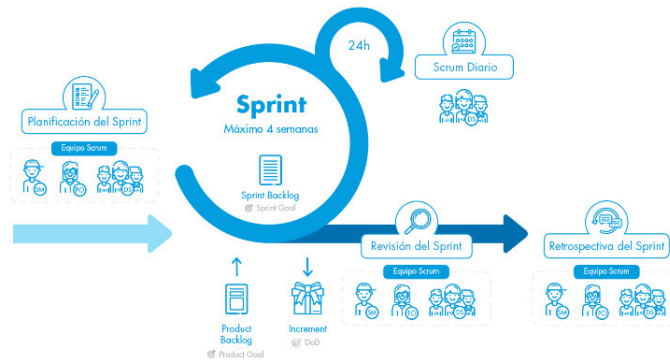 24h
Scrum Diario
DS
Sprint
Máximo 4 semanas
Planificación del Sprint
Equipo Scrum
SM
PO
DS
Sprint Backlog
Sprint Goal
Revisión del Sprint
Equipo Scrum
SM
PO
DS
Retrospectiva del Sprint
Equipo Scrum
SM
PO
DS
Product
Backlog
Product Goal
Increment
DoD